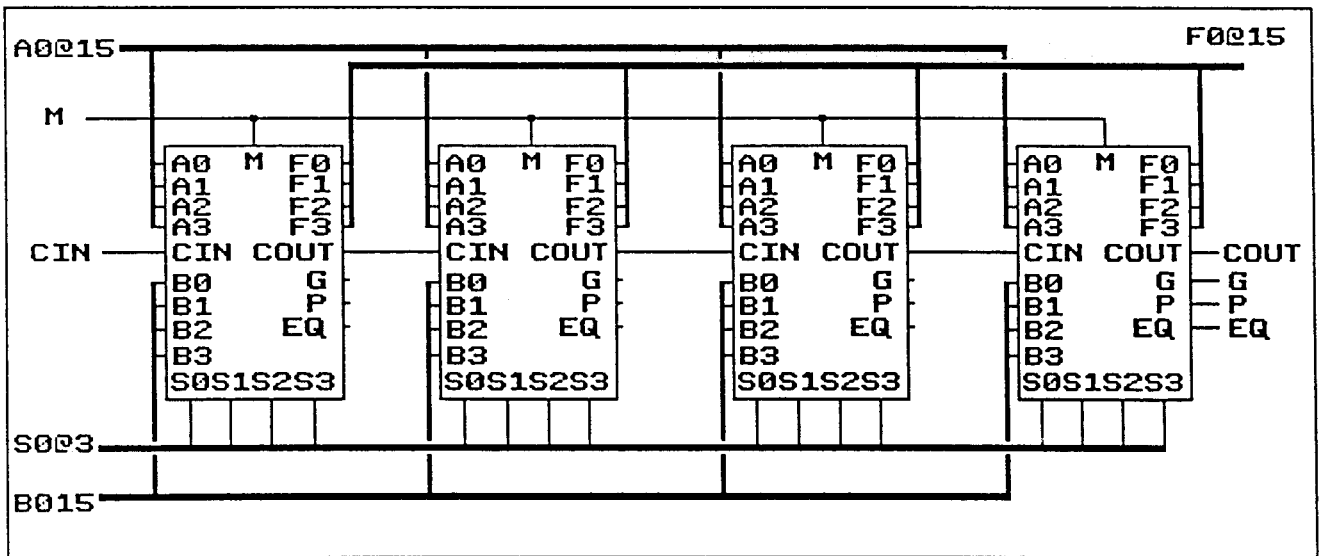 A0@15
F0@15
M
A0 M F0
A1 F1
A2 F2
A3 F3
CIN COUT
B0 G
B1 P
B2 EQ
B3
S0S1S2S3
A0 M F0
A1 F1
A2 F2
A3 F3
CIN COUT
B0 G
B1 P
B2 EQ
B3
S0S1S2S3
A0 M F0
A1 F1
A2 F2
A3 F3
CIN COUT
B0 G
B1 P
B2 EQ
B3
S0S1S2S3
A0 M F0
A1 F1
A2 F2
A3 F3
CIN COUT
B0 G
B1 P
B2 EQ
B3
S0S1S2S3
CIN
COUT
G
P
EQ
S0@3
B015